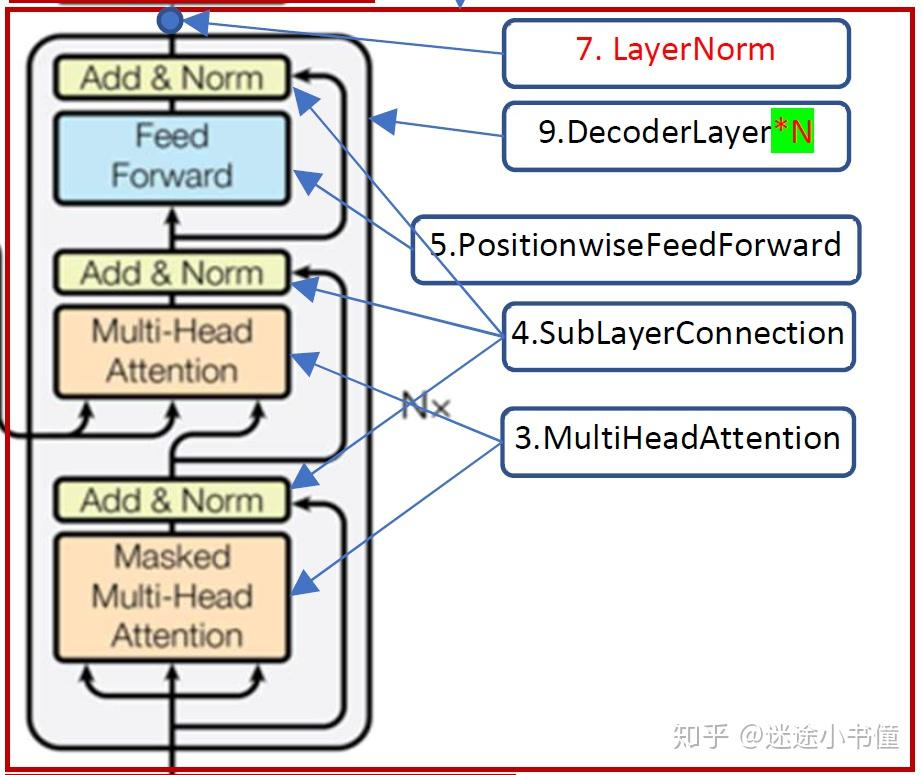 Add & Norm
Feed
Forward
Add & Norm
Multi-Head
Attention
Nx
Add & Norm
Masked
Multi-Head
Attention
7. LayerNorm
9.DecoderLayer*N
5.PositionwiseFeedForward
4.SubLayerConnection
3.MultiHeadAttention
知乎 @迷途小书僮